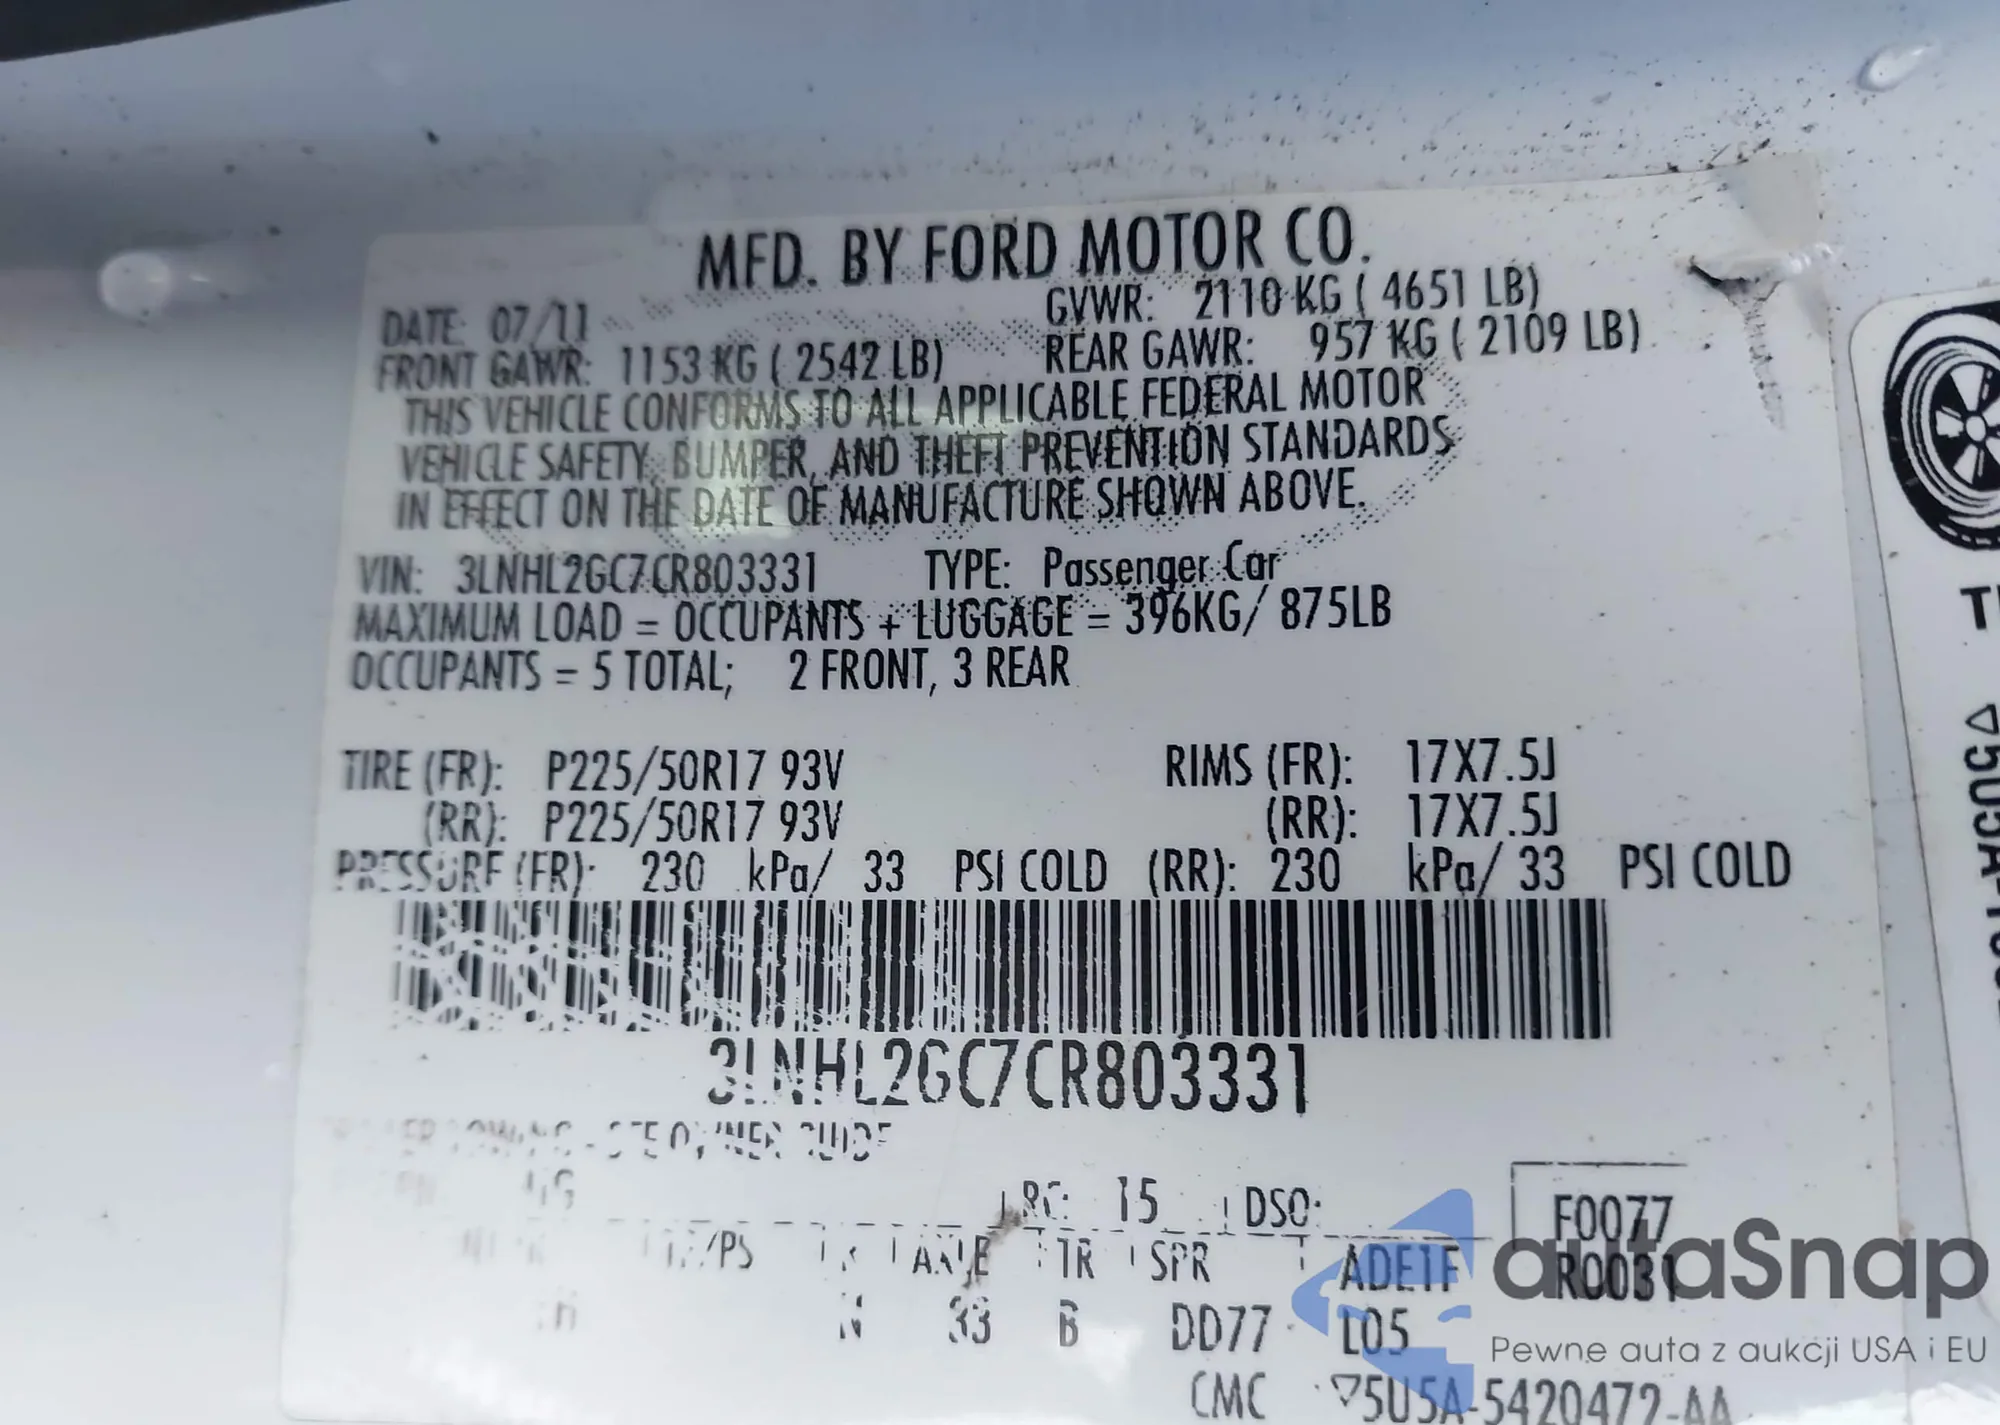 MFD. BY FORD MOTOR CO.
DATE: 07/11 GVWR: 2110 KG ( 4651 LB)
FRONT GAWR: 1153 KG ( 2542 LB) REAR GAWR: 957 KG ( 2109 LB)
THIS VEHICLE CONFORMS TO ALL APPLICABLE FEDERAL MOTOR
VEHICLE SAFETY, BUMPER, AND THEFT PREVENTION STANDARDS
IN EFFECT ON THE DATE OF MANUFACTURE SHOWN ABOVE.
VIN: 3LNHL2GC7CR803331 TYPE: Passenger Car
MAXIMUM LOAD = OCCUPANTS + LUGGAGE = 396KG/ 875LB
OCCUPANTS = 5 TOTAL; 2 FRONT, 3 REAR
TIRE (FR): P225/50R17 93V RIMS (FR): 17X7.5J
(RR): P225/50R17 93V (RR): 17X7.5J
PRESSURE (FR): 230 kPa/ 33 PSI COLD (RR): 230 kPa/ 33 PSI COLD
3LNHL2GC7CR803331
OWNER GUIDE
RC: 15 DSO: F0077
/PS AXLE TR SPR ADE1F R0031
N 33 B DD77 L05
CMC ▽5U5A-5420472-AA
▽5U5A-
autoSnap
Pewne auta z aukcji USA i EU